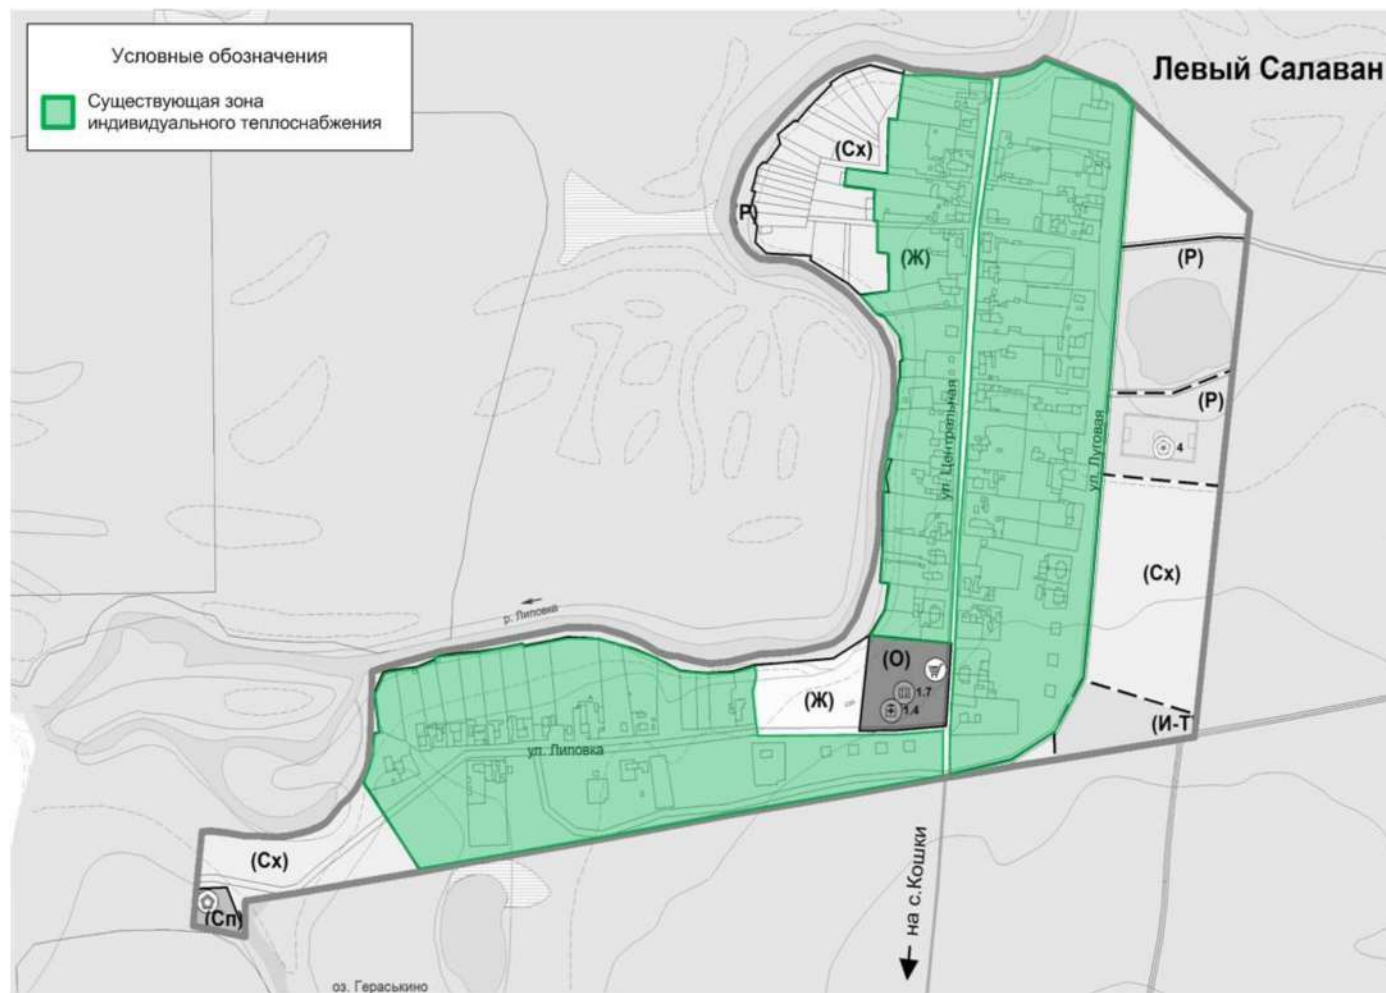 Условные обозначения
Существующая зона
индивидуального теплоснабжения
Левый Салаван
(Сх)
(Р)
(Ж)
(Р)
(Р)
4
ул. Центральная
ул. Луговая
(Сх)
р. Липовка
(О)
1.7
1.4
(Ж)
(И-Т
ул. Липовка
(Сх)
(Сп)
на с.Кошки
оз. Гераськино